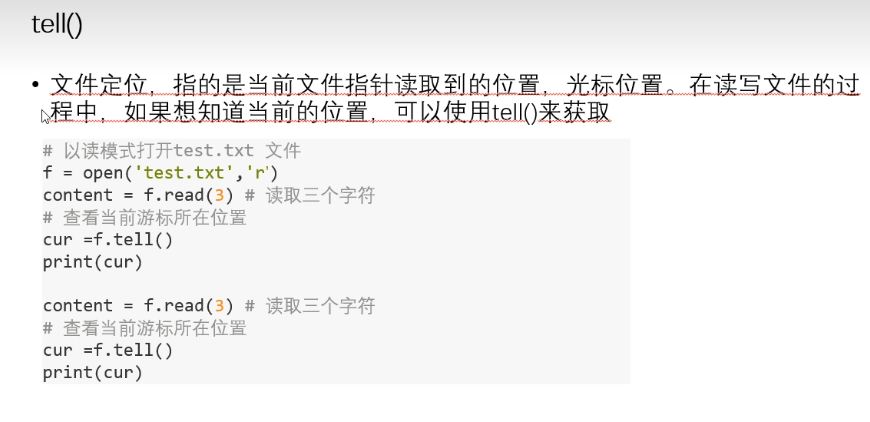 tell()
• 文件定位，指的是当前文件指针读取到的位置，光标位置。在读写文件的过
程中，如果想知道当前的位置，可以使用tell()来获取
# 以读模式打开test.txt 文件
f = open('test.txt','r')
content = f.read(3) # 读取三个字符
# 查看当前游标所在位置
cur =f.tell()
print(cur)
content = f.read(3) # 读取三个字符
# 查看当前游标所在位置
cur =f.tell()
print(cur)